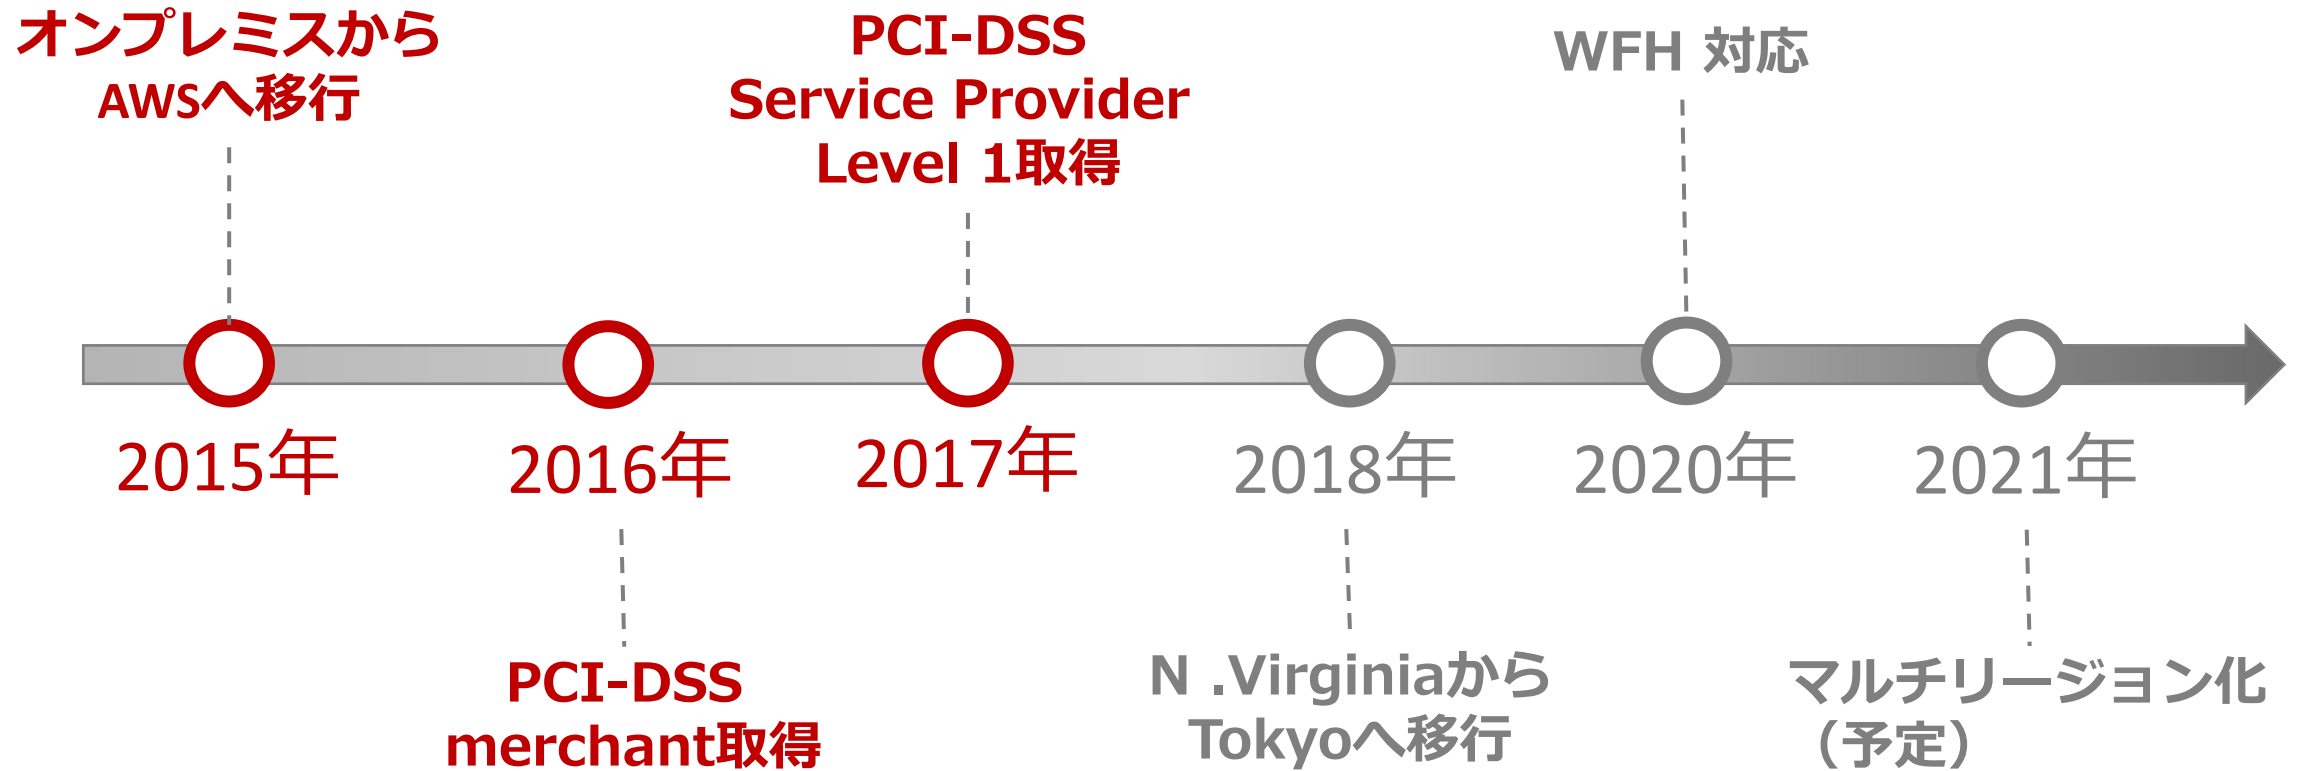 オンプレミスから
AWSへ移行
PCI-DSS
Service Provider
Level 1取得
WFH 対応
2015年
2016年
2017年
2018年
2020年
2021年
PCI-DSS
merchant取得
N .Virginiaから
Tokyoへ移行
マルチリージョン化
（予定）